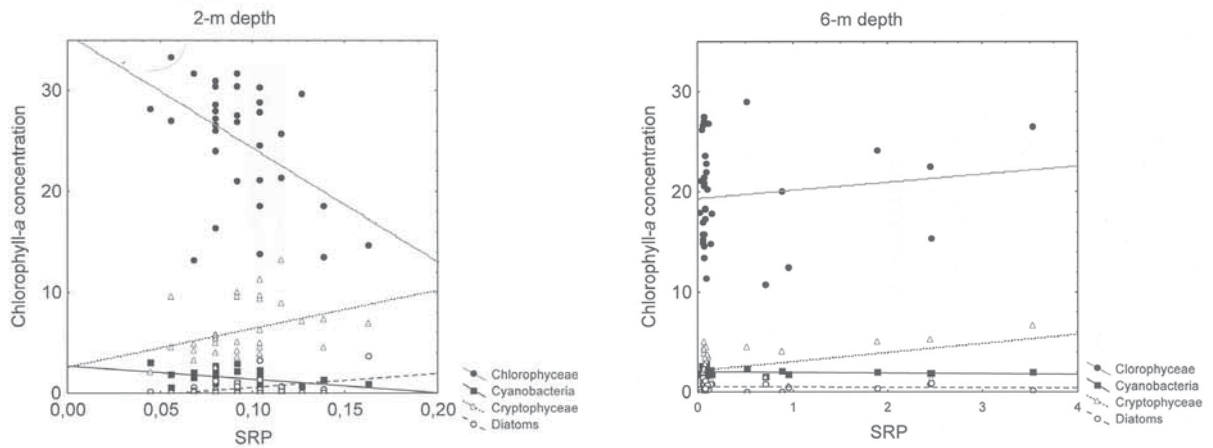 2-m depth
30
20
10
0
0,00
0,05
0,10
0,15
0,20
Chlorophyll-a concentration
SRP
Chlorophyceae
Cyanobacteria
Cryptophyceae
Diatoms
6-m depth
30
20
10
0
0
1
2
3
4
Chlorophyll-a concentration
SRP
Chlorophyceae
Cyanobacteria
Cryptophyceae
Diatoms